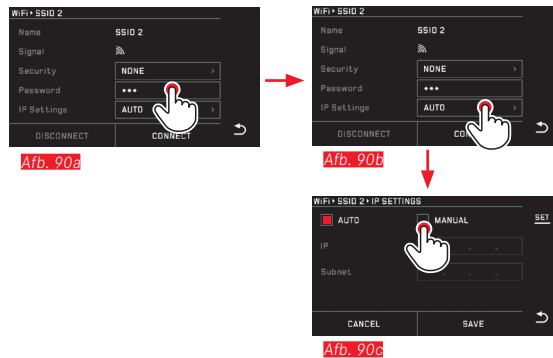 WiFi▸SSID 2
Name SSID 2
Signal
Security NONE
Password •••
IP Settings AUTO
DISCONNECT CONNECT
Afb. 90a
WiFi▸SSID 2
Name SSID 2
Signal
Security NONE
Password •••
IP Settings AUTO
DISCONNECT
Afb. 90b
WiFi▸SSID 2▸IP SETTINGS
AUTO MANUAL SET
IP . .
Subnet . . .
CANCEL SAVE
Afb. 90c